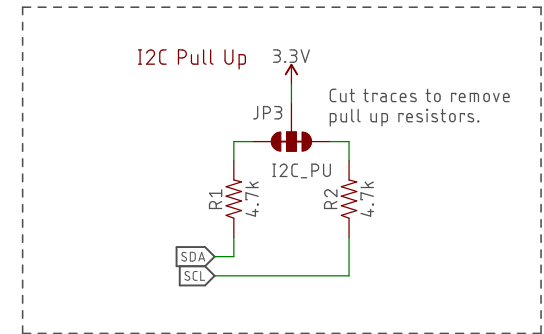 I2C Pull Up
3.3V
Cut traces to remove
pull up resistors.
JP3
I2C_PU
R1
4.7k
R2
4.7k
SDA
SCL